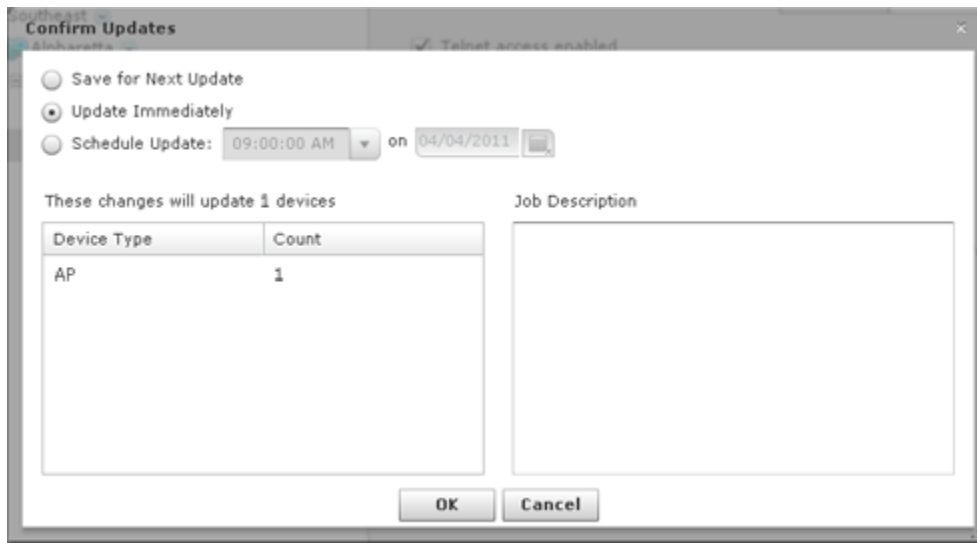 Southeast
Confirm Updates
Alpharetta
Telnet access enabled
Save for Next Update
Update Immediately
Schedule Update: 09:00:00 AM on 04/04/2011
These changes will update 1 devices
Job Description
Device Type Count
AP 1
OK Cancel